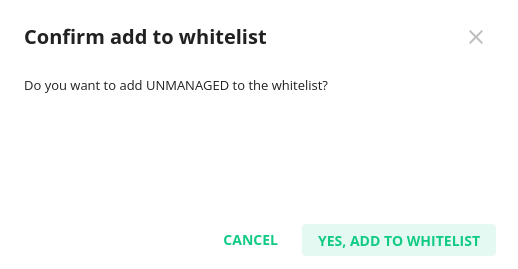 Confirm add to whitelist
Do you want to add UNMANAGED to the whitelist?
CANCEL
YES, ADD TO WHITELIST